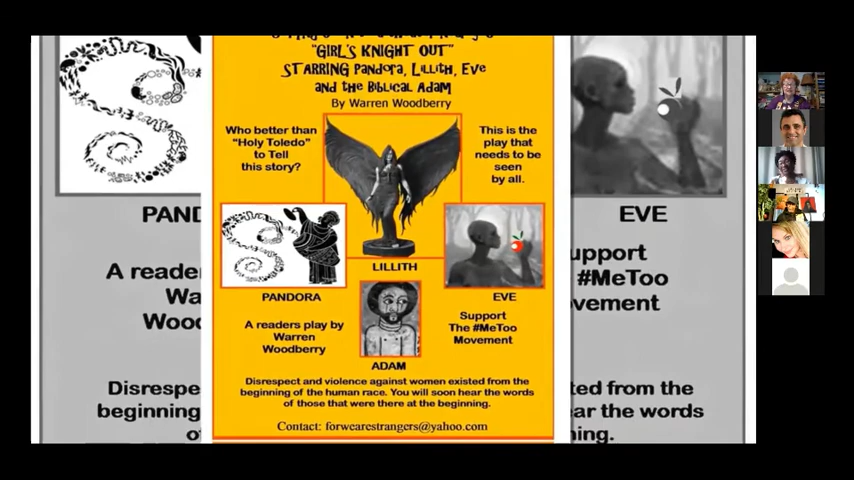 "GIRL'S KNIGHT OUT"
STARRING Pandora, Lillith, Eve
and the Biblical Adam
By Warren Woodberry
Who better than
"Holy Toledo"
to Tell
this story?
This is the
play that
needs to be
seen
by all.
LILLITH
PANDORA
EVE
A readers play by
Warren
Woodberry
Support
The #MeToo
Movement
ADAM
Disrespect and violence against women existed from the
beginning of the human race. You will soon hear the words
of those that were there at the beginning.
Contact: forwearestrangers@yahoo.com
PAND
A reade
Wa
Wood
Disrespe
beginning
of
EVE
upport
#MeToo
ovement
ted from the
ear the words
ning.